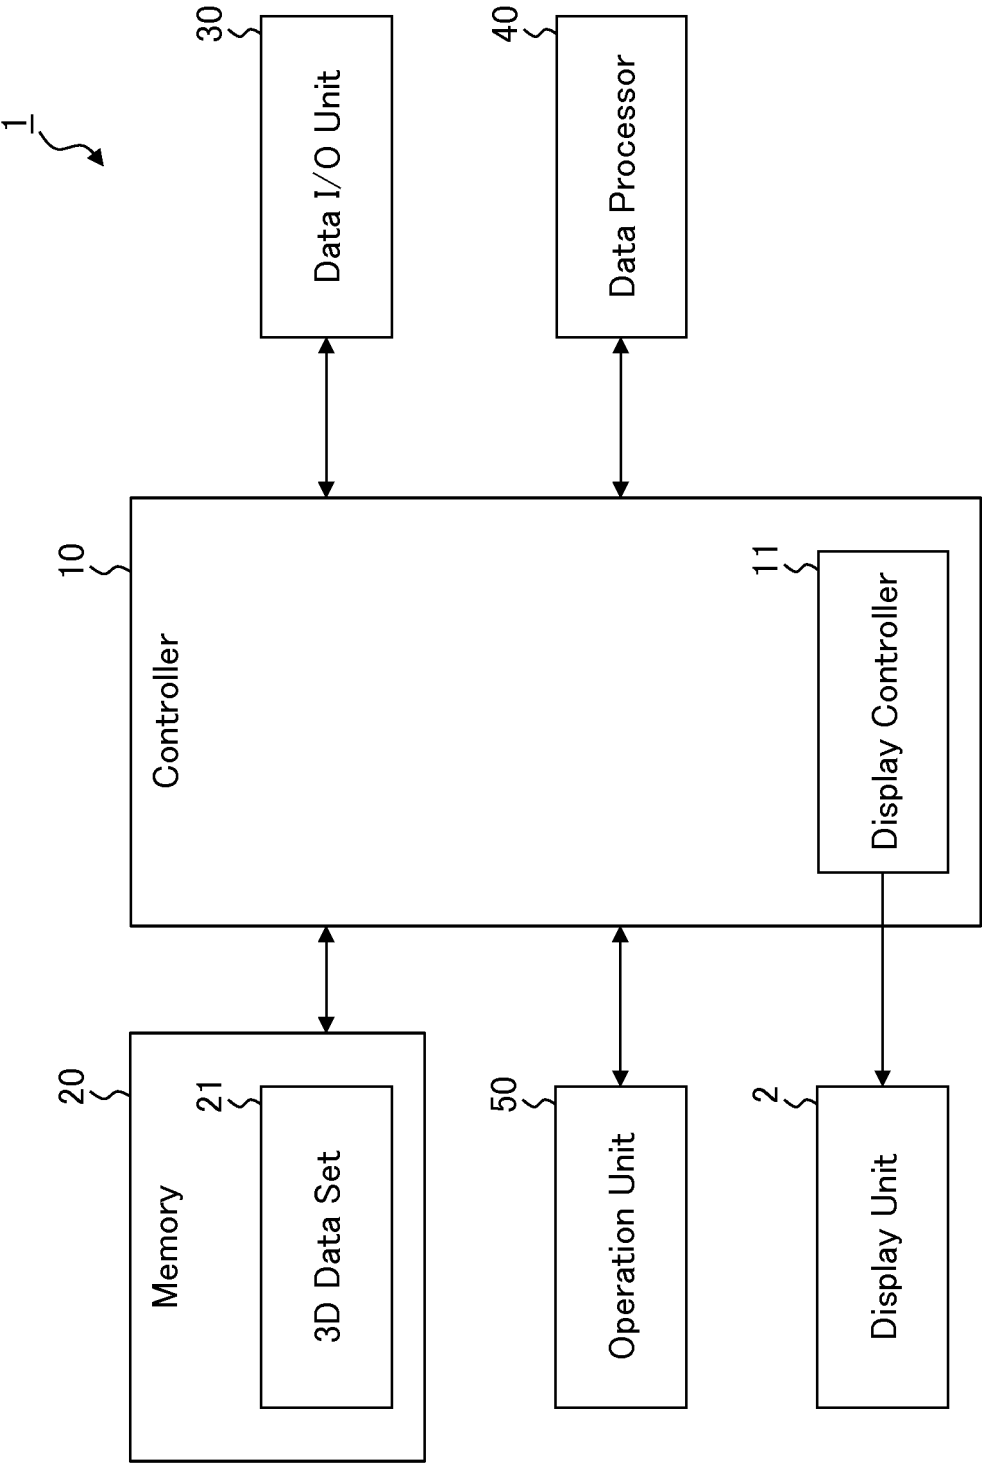 1
20
Memory
21
3D Data Set
10
Controller
30
Data I/O Unit
50
Operation Unit
40
Data Processor
2
Display Unit
11
Display Controller